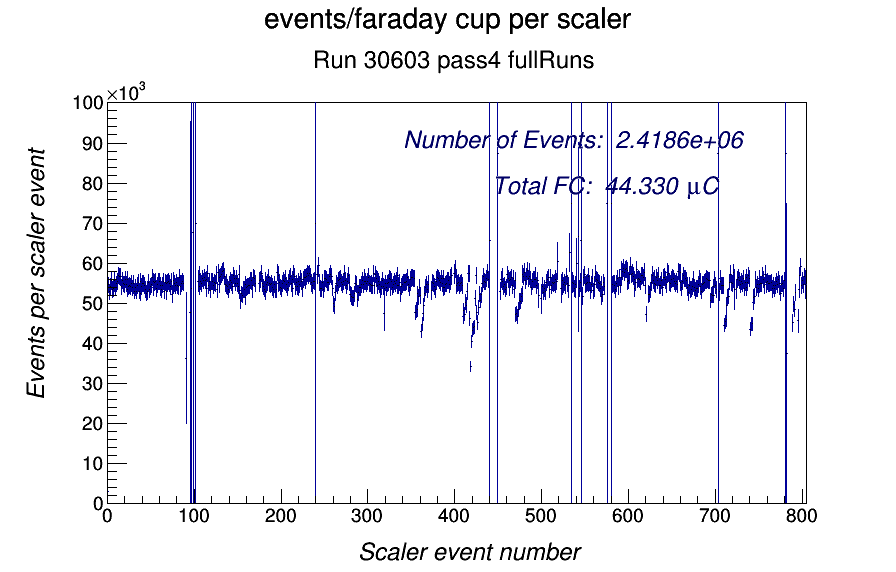 events/faraday cup per scaler
Run 30603 pass4 fullRuns
×10³
100
90
80
70
60
50
40
30
20
10
0
Number of Events: 2.4186e+06
Total FC: 44.330 μC
Events per scaler event
0 100 200 300 400 500 600 700 800
Scaler event number